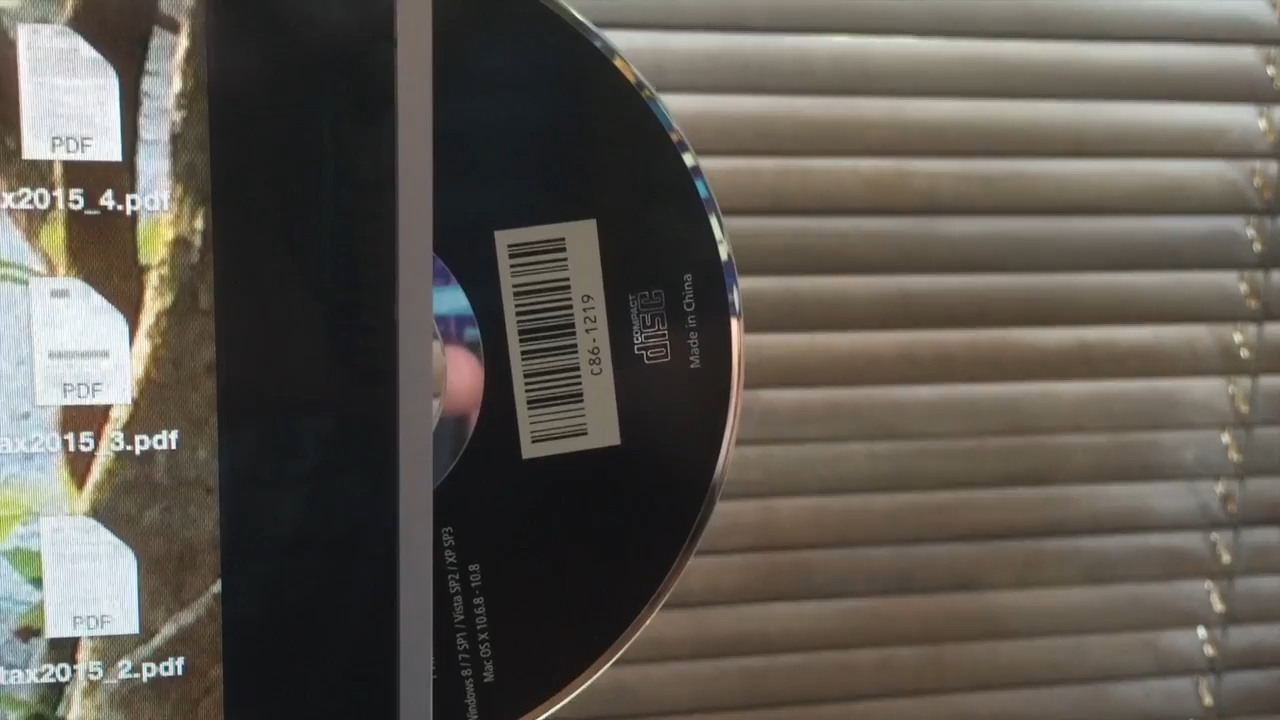 PDF
x2015_4.pdf
PDF
ax2015_3.pdf
PDF
tax2015_2.pdf
C86-1219
COMPACT
disc
Made in China
Windows 8 / 7 SP1 / Vista SP2 / XP SP3
Mac OS X 10.6.8 - 10.8